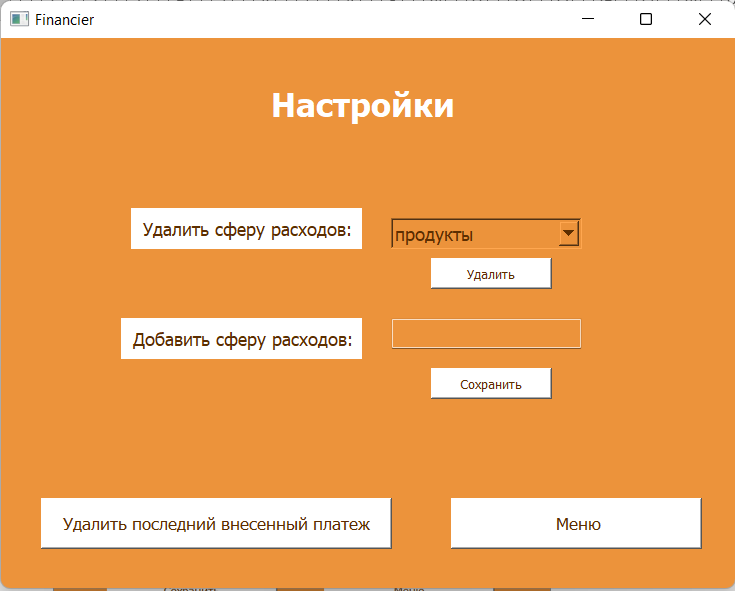 Financier
Настройки
Удалить сферу расходов:
продукты
Удалить
Добавить сферу расходов:
Сохранить
Удалить последний внесенный платеж
Меню